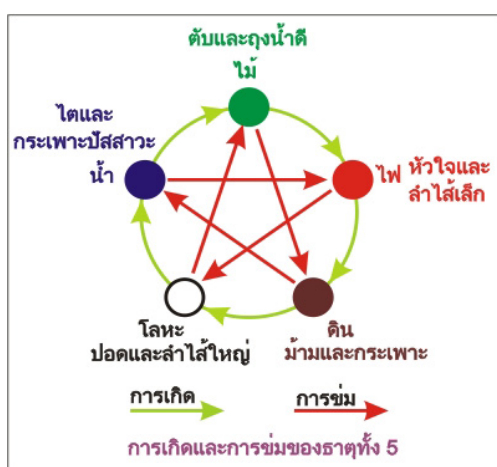 ตับและถุงน้ำดี
ไม้
ไตและ
กระเพาะปัสสาวะ
น้ำ
ไฟ
หัวใจและ
ลำไส้เล็ก
โลหะ
ปอดและลำไส้ใหญ่
ดิน
ม้ามและกระเพาะ
การเกิด
การข่ม
การเกิดและการข่มของธาตุทั้ง 5